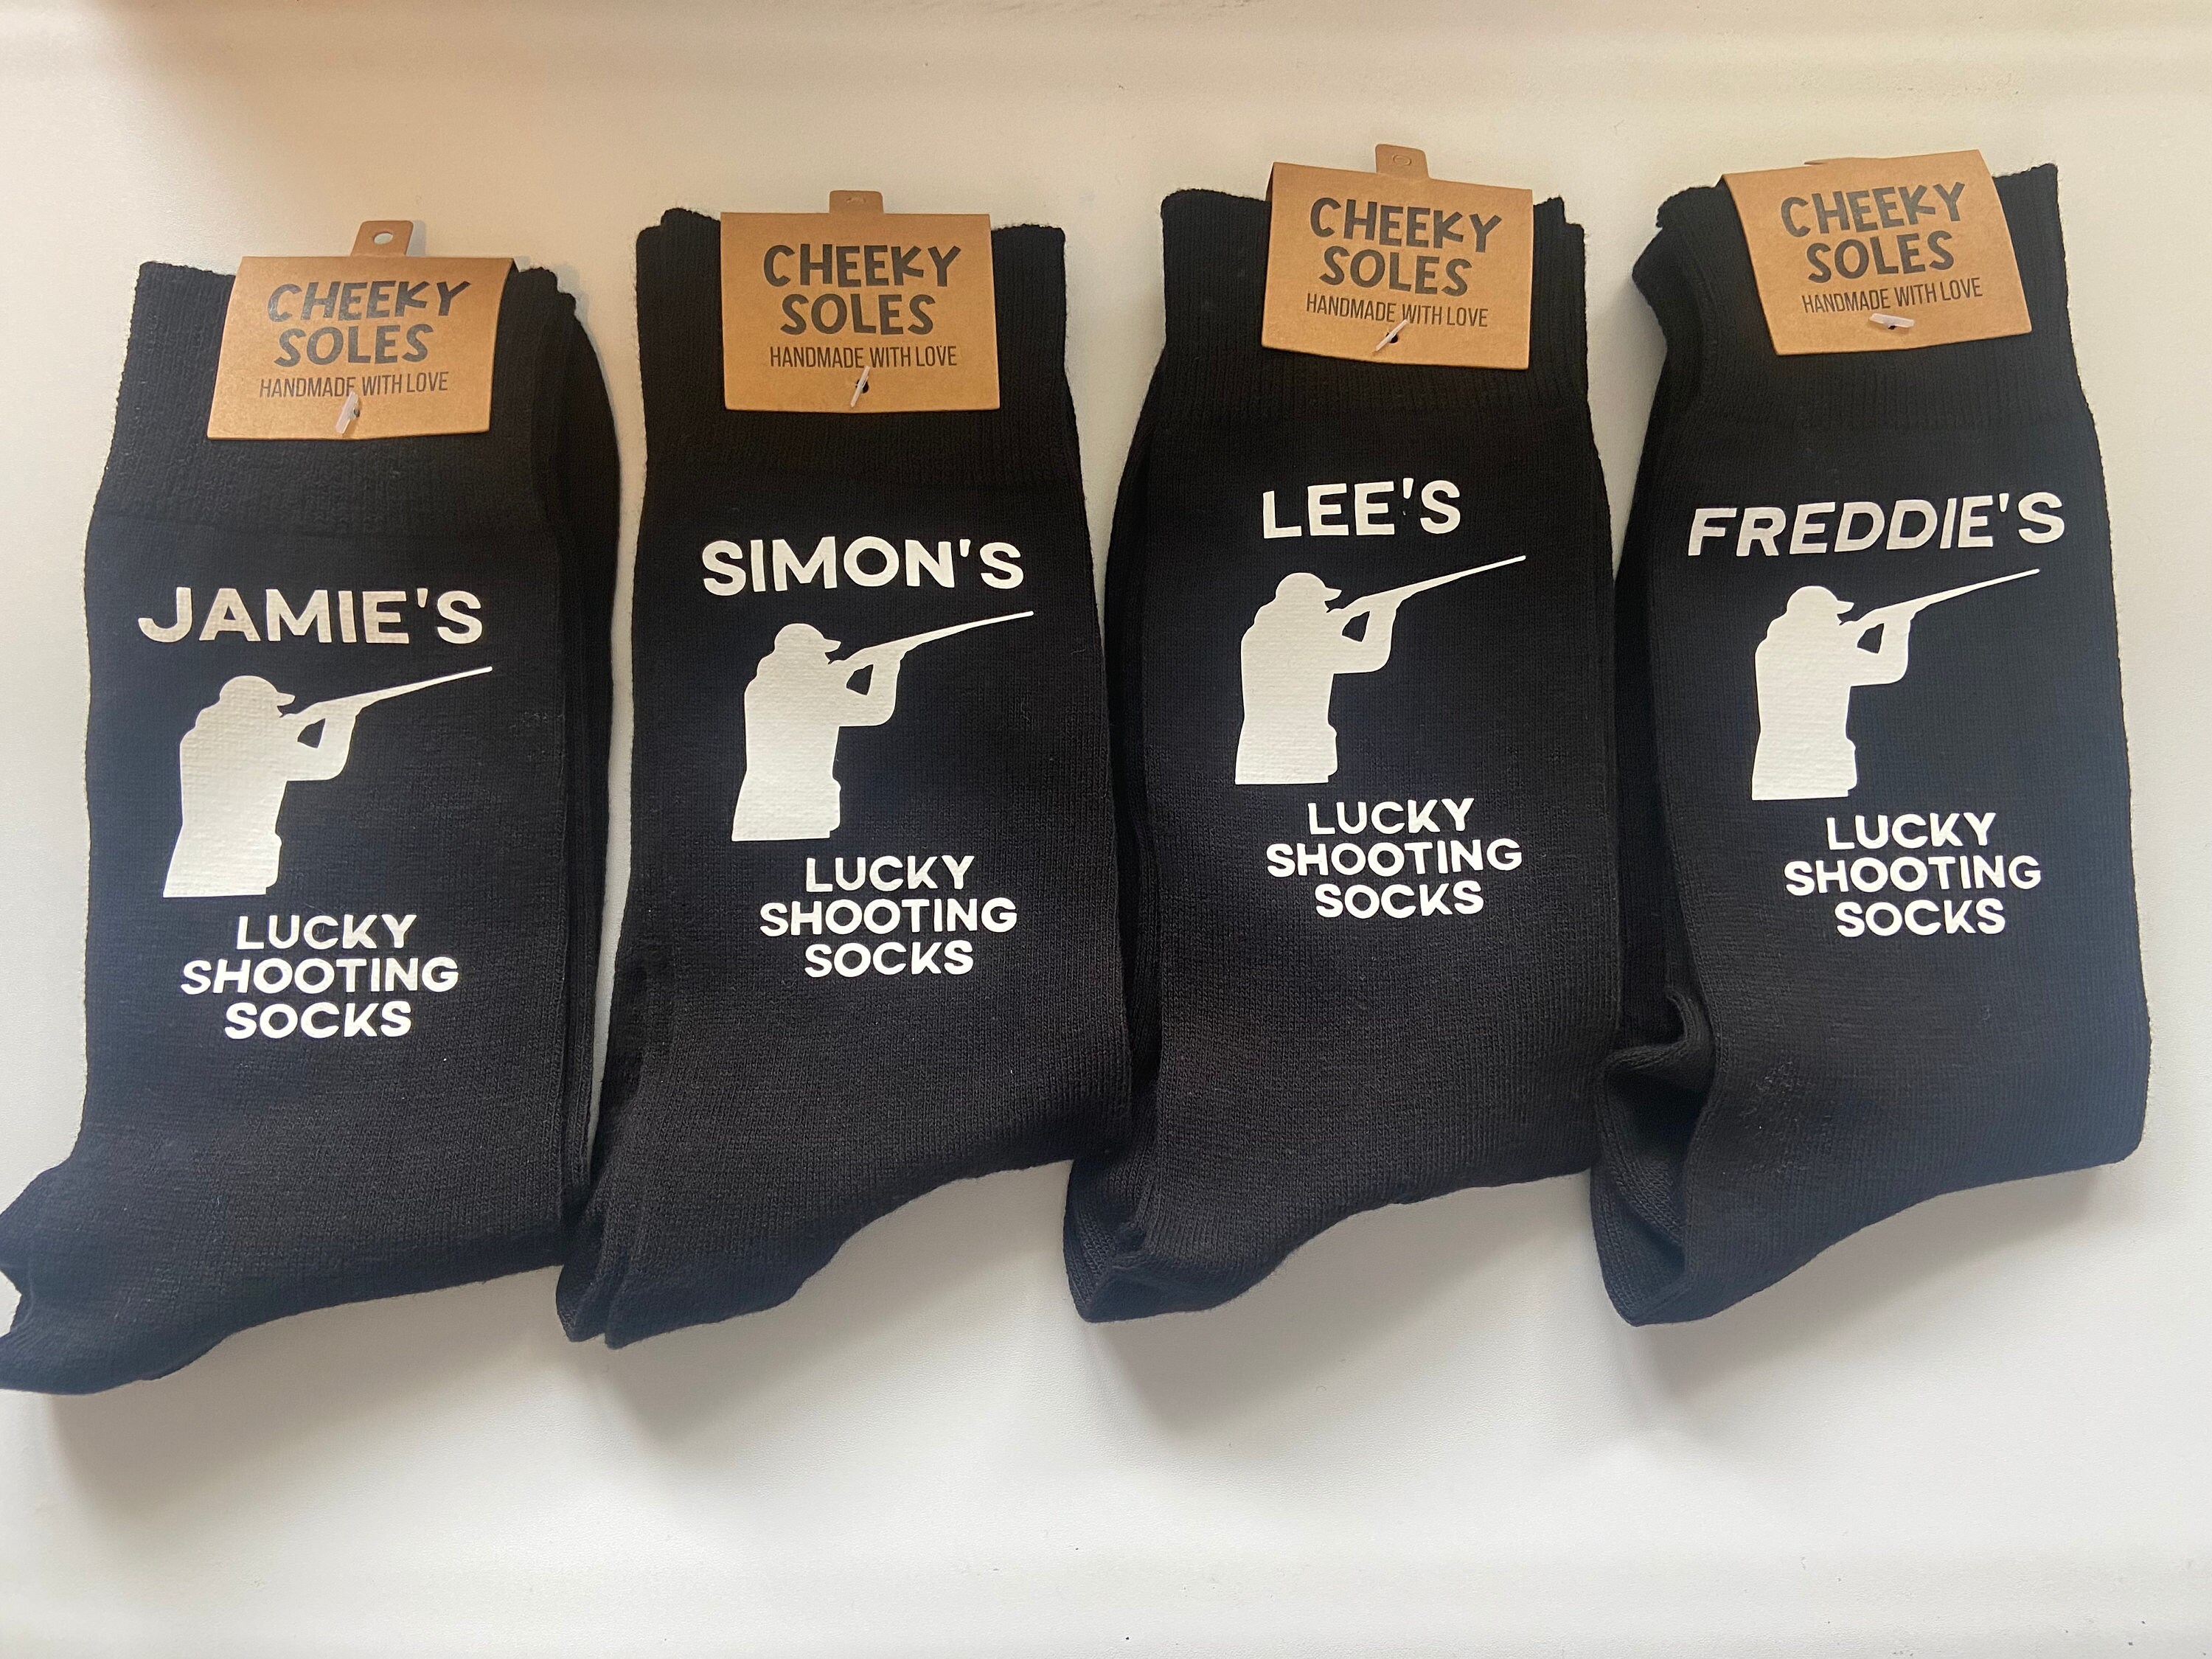 CHEEKY
SOLES
HANDMADE WITH LOVE
JAMIE'S
LUCKY
SHOOTING
SOCKS
CHEEKY
SOLES
HANDMADE WITH LOVE
SIMON'S
LUCKY
SHOOTING
SOCKS
CHEEKY
SOLES
HANDMADE WITH LOVE
LEE'S
LUCKY
SHOOTING
SOCKS
CHEEKY
SOLES
HANDMADE WITH LOVE
FREDDIE'S
LUCKY
SHOOTING
SOCKS